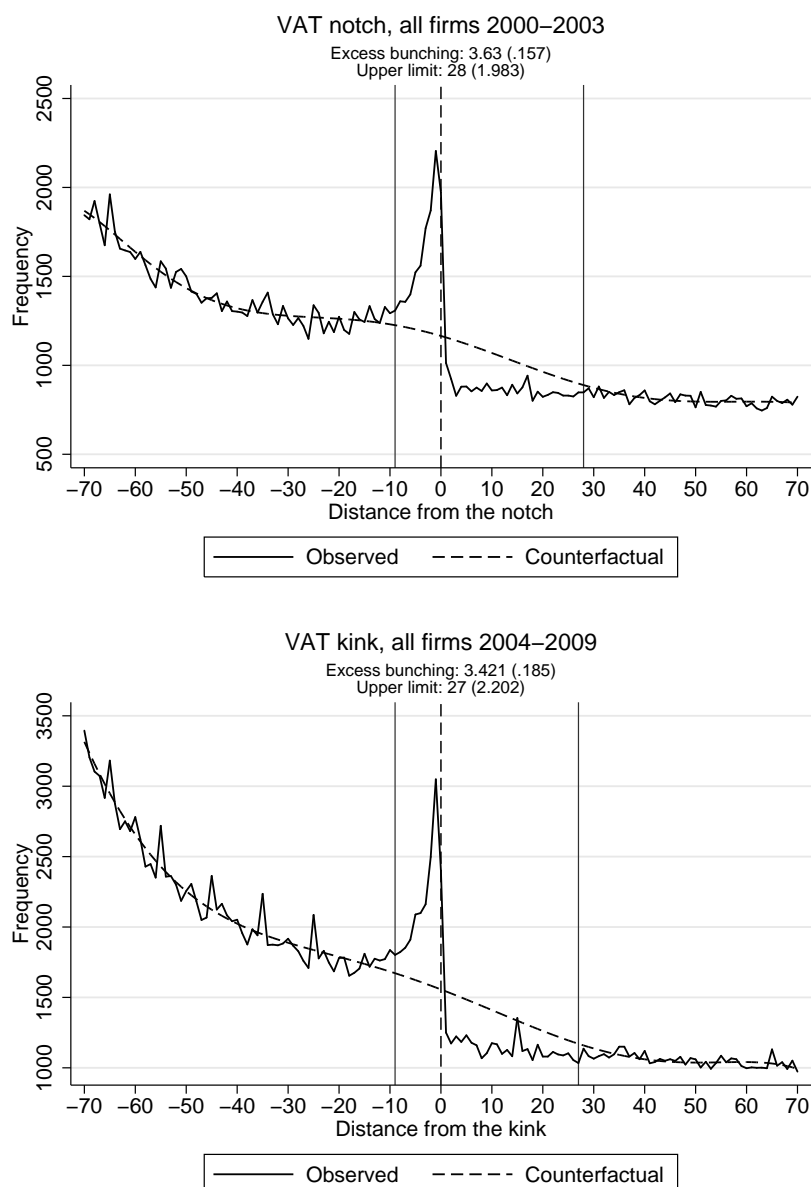 VAT notch, all firms 2000−2003
Excess bunching: 3.63 (.157)
Upper limit: 28 (1.983)
2500
2000
1500
1000
500
Frequency
−70 −60 −50 −40 −30 −20 −10 0 10 20 30 40 50 60 70
Distance from the notch
Observed Counterfactual
VAT kink, all firms 2004−2009
Excess bunching: 3.421 (.185)
Upper limit: 27 (2.202)
3500
3000
2500
2000
1500
1000
Frequency
−70 −60 −50 −40 −30 −20 −10 0 10 20 30 40 50 60 70
Distance from the kink
Observed Counterfactual